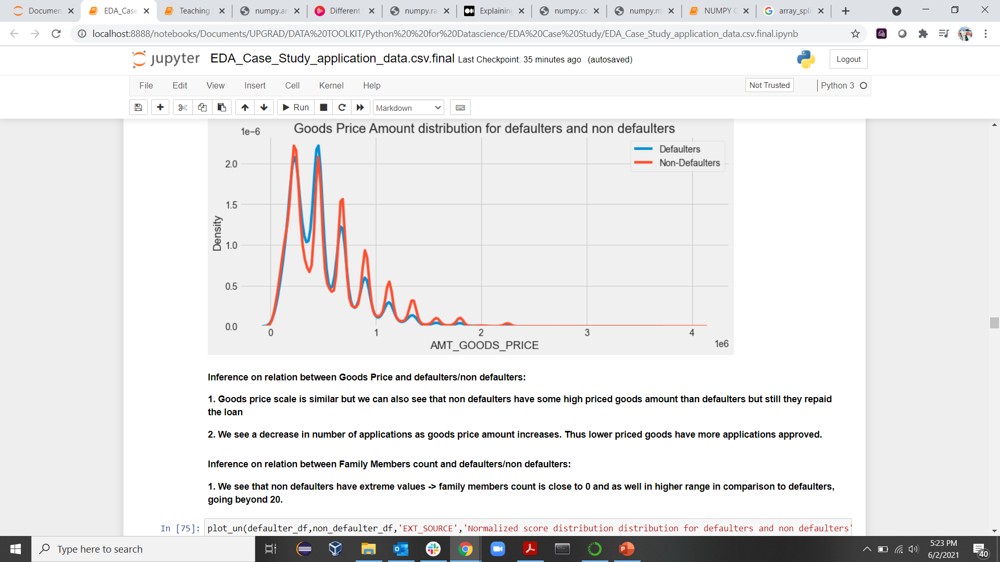 Documen
EDA_Case
Teaching
numpy.ar
Different
numpy.ra
Explaining
numpy.co
numpy.m
NUMPY C
array_spli
localhost:8888/notebooks/Documents/UPGRAD/DATA%20TOOLKIT/Python%20%20for%20Datascience/EDA%20Case%20Study/EDA_Case_Study_application_data.csv.final.ipynb
jupyter EDA_Case_Study_application_data.csv.final Last Checkpoint: 35 minutes ago (autosaved)
Logout
File Edit View Insert Cell Kernel Help
Not Trusted
Python 3
Run
Markdown
1e−6
Goods Price Amount distribution for defaulters and non defaulters
Defaulters
Non-Defaulters
2.0
1.5
1.0
0.5
0.0
Density
0 1 2 3 4
AMT_GOODS_PRICE
1e6
Inference on relation between Goods Price and defaulters/non defaulters:
1. Goods price scale is similar but we can also see that non defaulters have some high priced goods amount than defaulters but still they repaid
the loan
2. We see a decrease in number of applications as goods price amount increases. Thus lower priced goods have more applications approved.
Inference on relation between Family Members count and defaulters/non defaulters:
1. We see that non defaulters have extreme values -> family members count is close to 0 and as well in higher range in comparison to defaulters,
going beyond 20.
In [75]: plot_un(defaulter_df,non_defaulter_df,'EXT_SOURCE','Normalized score distribution distribution for defaulters and non defaulters'
Type here to search
5:23 PM
6/2/2021
40